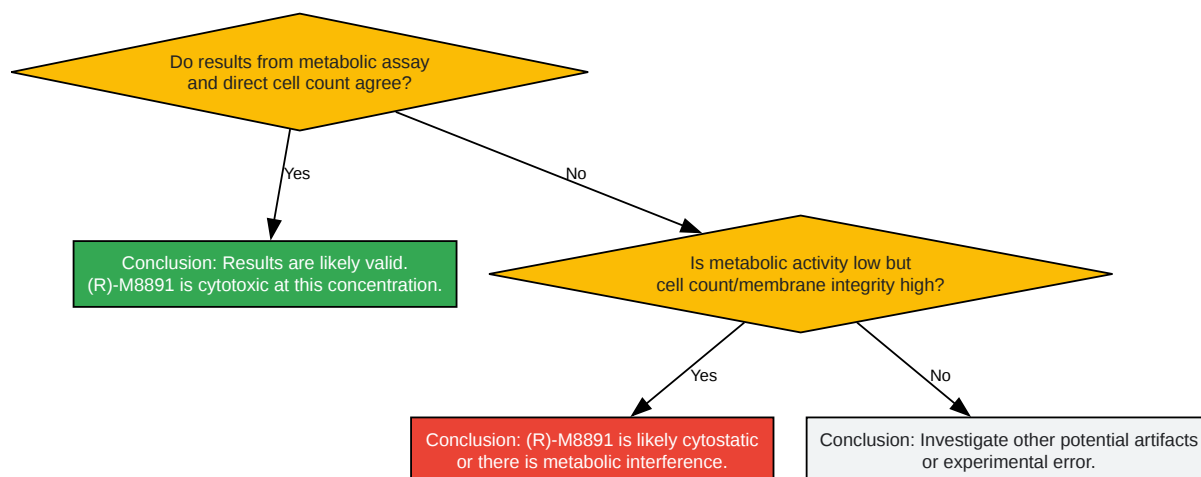 Do results from metabolic assay
and direct cell count agree?
Yes
No
Conclusion: Results are likely valid.
(R)-M8891 is cytotoxic at this concentration.
Is metabolic activity low but
cell count/membrane integrity high?
Yes
No
Conclusion: (R)-M8891 is likely cytostatic
or there is metabolic interference.
Conclusion: Investigate other potential artifacts
or experimental error.